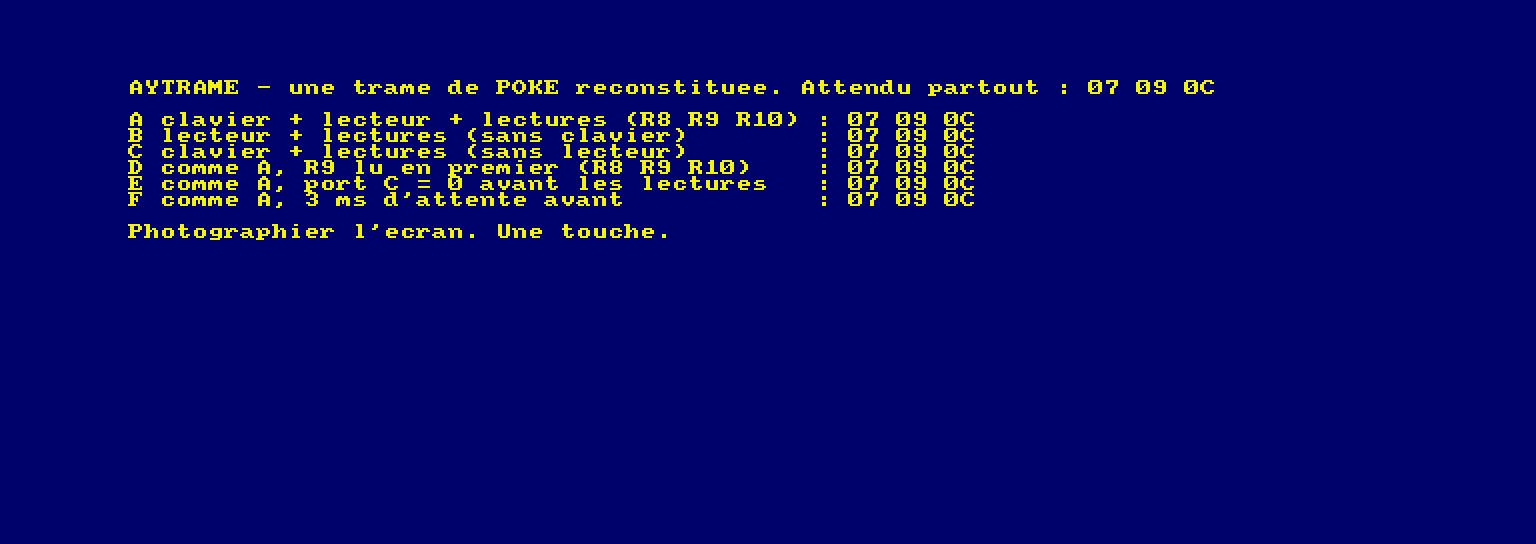 AYTRAME - une trame de POKE reconstituee. Attendu partout : 07 09 0C
A clavier + lecteur + lectures (R8 R9 R10) : 07 09 0C
B lecteur + lectures (sans clavier) : 07 09 0C
C clavier + lectures (sans lecteur) : 07 09 0C
D comme A, R9 lu en premier (R8 R9 R10) : 07 09 0C
E comme A, port C = 0 avant les lectures : 07 09 0C
F comme A, 3 ms d'attente avant : 07 09 0C
Photographier l'ecran. Une touche.